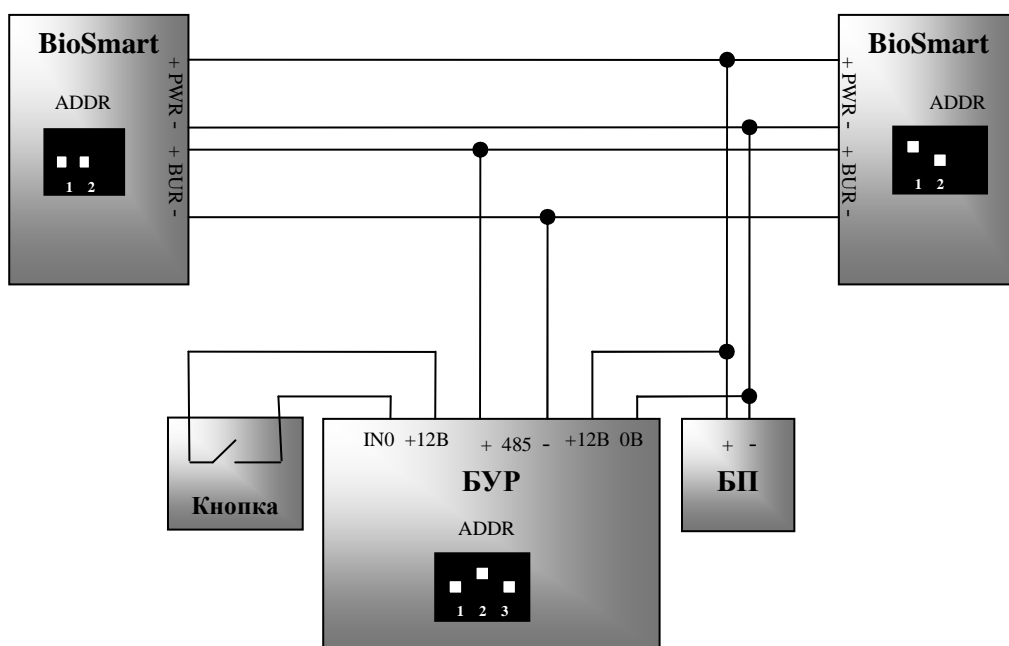 BioSmart
BioSmart
+ PWR -
+ PWR -
ADDR
ADDR
+ BUR -
+ BUR -
1 2
1 2
IN0 +12В + 485 - +12В 0В
+ -
БУР
БП
Кнопка
ADDR
1 2 3